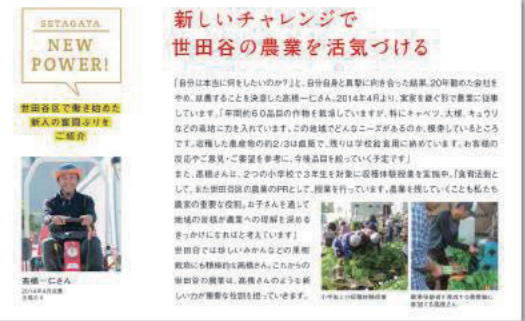 SETAGAYA
NEW
POWER!
世田谷区で働き始めた
新人の奮闘ぶりを
ご紹介
高橋一仁さん
2014年4月就農
新しいチャレンジで
世田谷の農業を活気づける
「自分は本当に何をしたいのか?」と、自分自身と真摯に向き合った結果、20年勤めた会社を
やめ、就農することを決意した高橋一仁さん。2014年4月より、実家を継ぐ形で農業に従事
しています。「年間約60品目の作物を栽培していますが、特にキャベツ、大根、キュウリ
などの栽培に力を入れています。この地域でどんなニーズがあるのか、模索しているところ
です。収穫した農産物の約2/3は直販で、残りは学校給食用に納めています。お客様の
反応やご意見・ご要望を参考に、今後品目を絞っていく予定です」
また、高橋さんは、2つの小学校で3年生を対象に収穫体験授業を実施中。「食育活動と
して、また世田谷区の農業のPRとして、授業を行っています。農業を残していくことも私たち
農家の重要な役割。お子さんを通して
地域の皆様が農業への理解を深める
きっかけになればと考えています」
世田谷では珍しいみかんなどの果樹
栽培にも積極的な高橋さん。これからの
世田谷の農業は、高橋さんのような新
しい力が重要な役割を担っていきます。
小学生との収穫体験授業